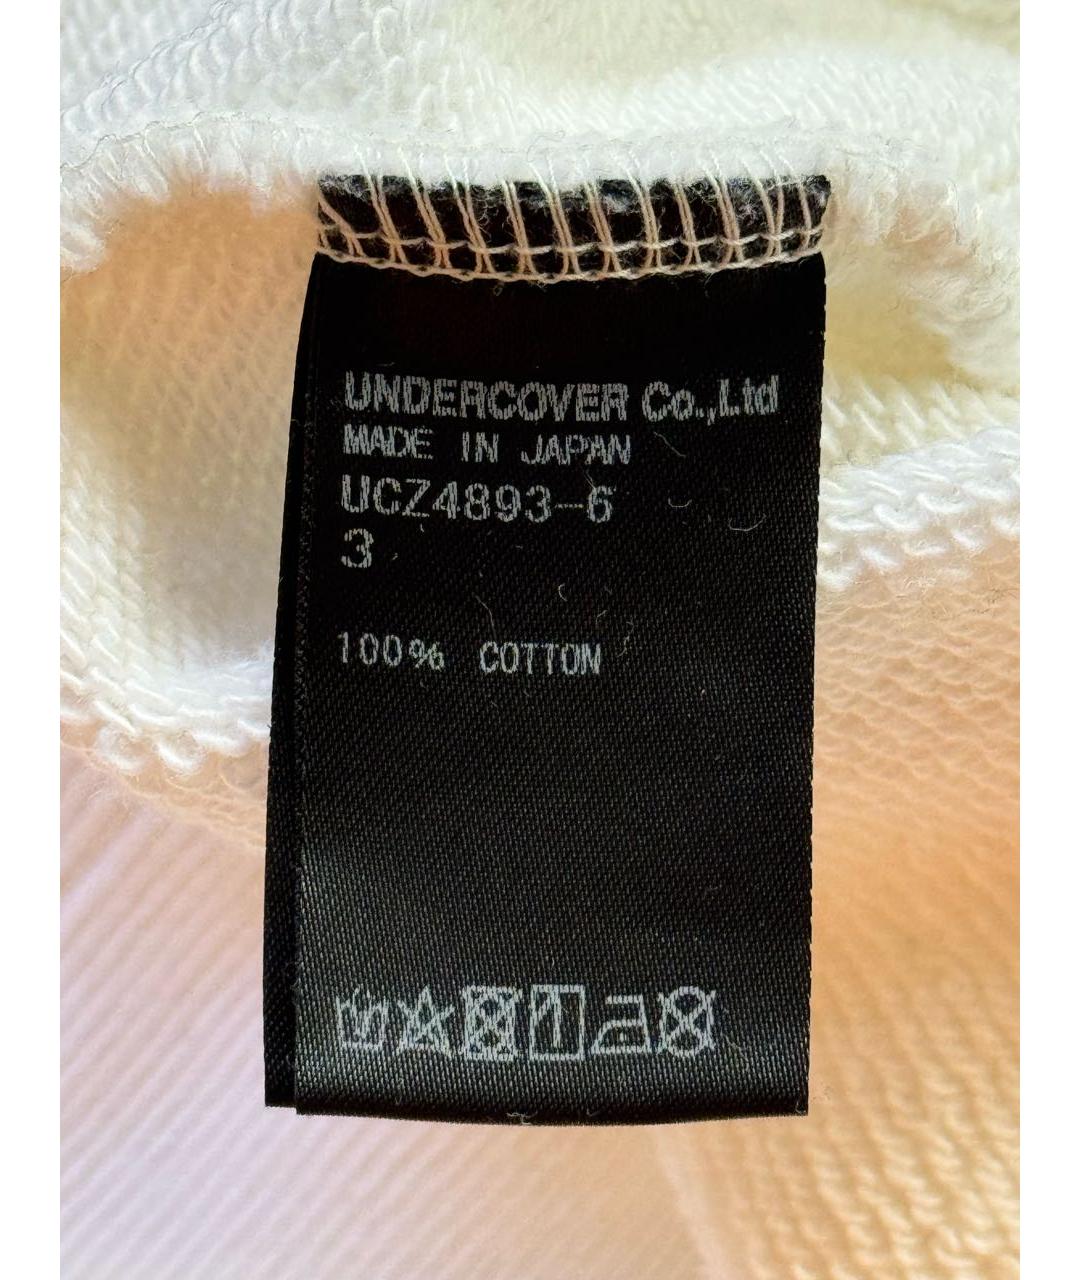 UNDERCOVER Co.,Ltd
MADE IN JAPAN
UCZ4893-6
3
100% COTTON